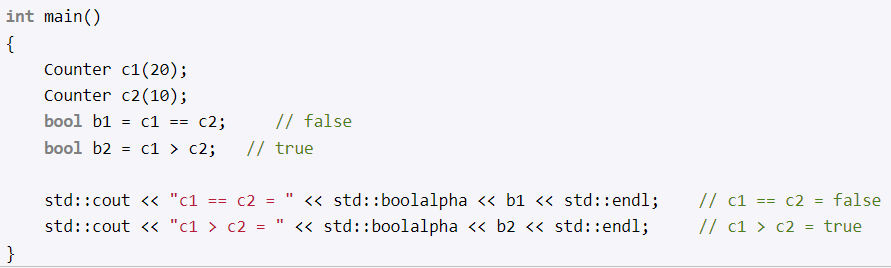 int main()
{
    Counter c1(20);
    Counter c2(10);
    bool b1 = c1 == c2;     // false
    bool b2 = c1 > c2;   // true

    std::cout << "c1 == c2 = " << std::boolalpha << b1 << std::endl;    // c1 == c2 = false
    std::cout << "c1 > c2 = " << std::boolalpha << b2 << std::endl;     // c1 > c2 = true
}